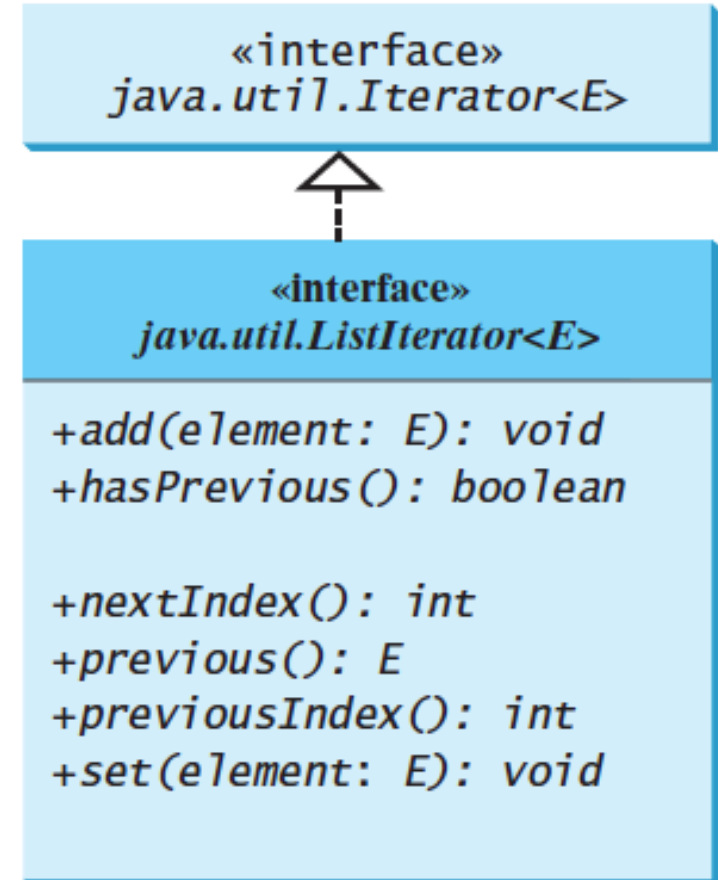 «interface»
java.util.Iterator<E>
«interface»
java.util.ListIterator<E>
+add(element: E): void
+hasPrevious(): boolean
+nextIndex(): int
+previous(): E
+previousIndex(): int
+set(element: E): void